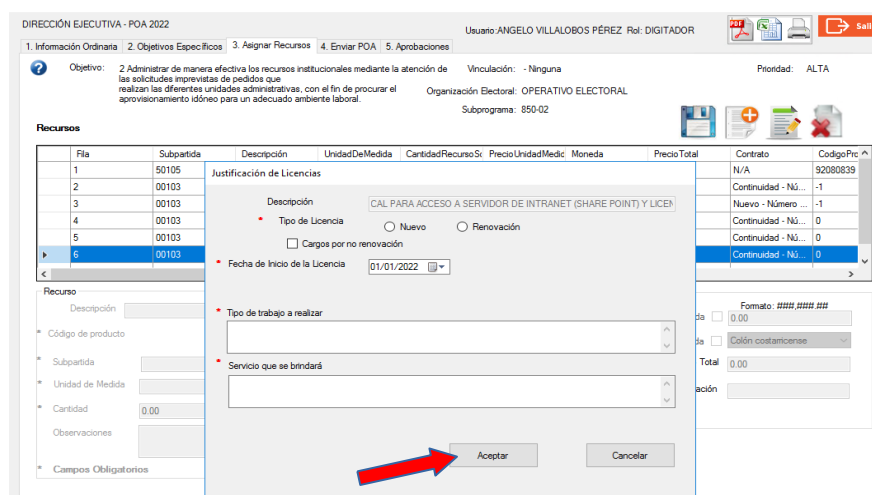 DIRECCIÓN EJECUTIVA - POA 2022
Usuario:ANGELO VILLALOBOS PÉREZ Rol: DIGITADOR
PDF
Sali
1. Información Ordinaria 2. Objetivos Específicos 3. Asignar Recursos 4. Enviar POA 5. Aprobaciones
Objetivo: 2 Administrar de manera efectiva los recursos institucionales mediante la atención de
las solicitudes imprevistas de pedidos que
realizan las diferentes unidades administrativas, con el fin de procurar el
aprovisionamiento idóneo para un adecuado ambiente laboral.
Vinculación: - Ninguna
Prioridad: ALTA
Organización Electoral: OPERATIVO ELECTORAL
Subprograma: 850-02
Recursos
Fila Subpartida Descripción UnidadDeMedida CantidadRecursoSc PrecioUnidadMedic Moneda PrecioTotal Contrato CodigoPrc
1 50105 N/A 92080839
2 00103 Continuidad - Nú... -1
3 00103 Nuevo - Número ... -1
4 00103 Continuidad - Nú... 0
5 00103 Continuidad - Nú... 0
6 00103 Continuidad - Nú... 0
Justificación de Licencias
Descripción CAL PARA ACCESO A SERVIDOR DE INTRANET (SHARE POINT) Y LICEN
* Tipo de Licencia Nuevo Renovación
Cargos por no renovación
* Fecha de Inicio de la Licencia 01/01/2022
* Tipo de trabajo a realizar
* Servicio que se brindará
Aceptar Cancelar
Recurso
Descripción
* Código de producto
* Subpartida
* Unidad de Medida
* Cantidad 0.00
Observaciones
* Campos Obligatorios
Formato: ###,###.##
da 0.00
da Colón costarricense
Total 0.00
ación